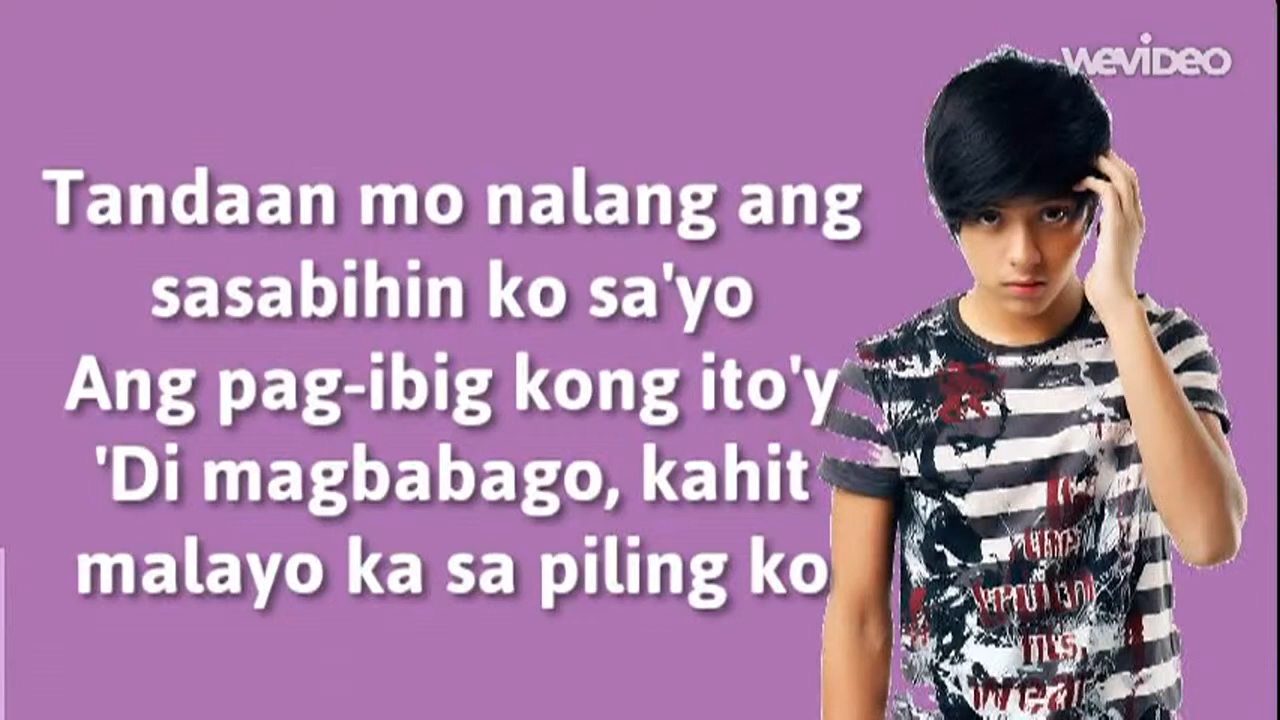 WeVideo
Tandaan mo nalang ang
sasabihin ko sa'yo
Ang pag-ibig kong ito'y
'Di magbabago, kahit
malayo ka sa piling ko
wear